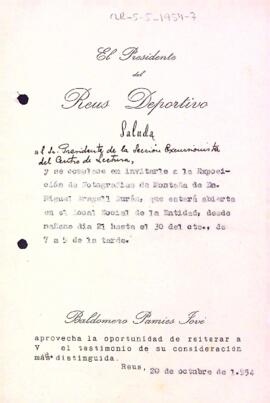 NR-5-5-1954-7
El Presidente
del
Reus Deportivo
Saluda
al Sr. Presidente de la Sección Excursionista
del Centro de Lectura,
y se complace en invitarle a la Exposi-
ción de Fotografías de Montaña de Dn.
Miguel Aragall Durán, que estará abierta
en el Local Social de la Entidad, desde
mañana dia 21 hasta el 30 del cte., de
7 a 9 de la tarde.
Baldomero Pamies Jové
aprovecha la oportunidad de reiterar a
V el testimonio de su consideración
más distinguida.
Reus, 20 de octubre de 1.954